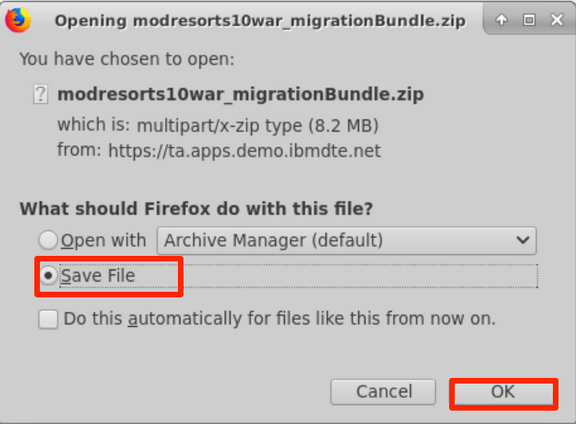 Opening modresorts10war_migrationBundle.zip
You have chosen to open:
modresorts10war_migrationBundle.zip
which is: multipart/x-zip type (8.2 MB)
from: https://ta.apps.demo.ibmdte.net
What should Firefox do with this file?
Open with Archive Manager (default)
Save File
Do this automatically for files like this from now on.
Cancel OK